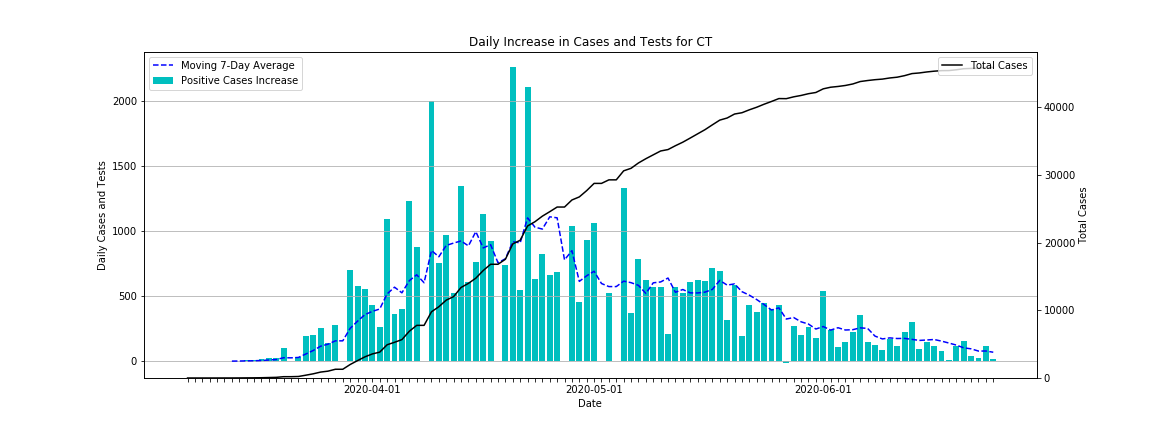 Daily Increase in Cases and Tests for CT
Moving 7-Day Average
Positive Cases Increase
Total Cases
2000
1500
1000
500
0
Daily Cases and Tests
40000
30000
20000
10000
0
Total Cases
2020-04-01
2020-05-01
2020-06-01
Date